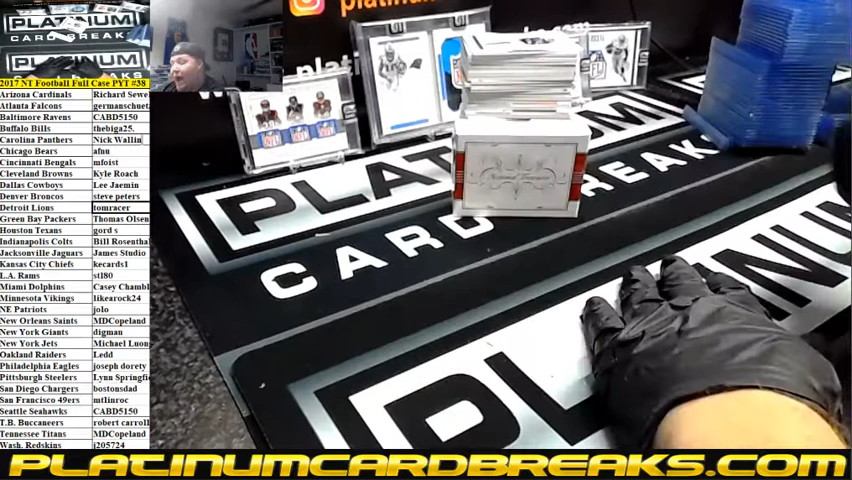 PLATINUM
CARD BREAKS
PLATINUM
2017 NT Football Full Case PYT #38
Arizona Cardinals Richard Sewel
Atlanta Falcons germanschuet
Baltimore Ravens CABD5150
Buffalo Bills thebiga25.
Carolina Panthers Nick Wallin
Chicago Bears afnu
Cincinnati Bengals mfoist
Cleveland Browns Kyle Roach
Dallas Cowboys Lee Jaemin
Denver Broncos steve peters
Detroit Lions tomracer
Green Bay Packers Thomas Olsen
Houston Texans gord s
Indianapolis Colts Bill Rosenthal
Jacksonville Jaguars James Studio
Kansas City Chiefs kecards1
L.A. Rams stl80
Miami Dolphins Casey Chambl
Minnesota Vikings likearock24
NE Patriots jolo
New Orleans Saints MDCopeland
New York Giants digman
New York Jets Michael Luon
Oakland Raiders Ledd
Philadelphia Eagles joseph dorety
Pittsburgh Steelers Lynn Springfi
San Diego Chargers bostonsdad
San Francisco 49ers mtlinroc
Seattle Seahawks CABD5150
T.B. Buccaneers robert carroll
Tennessee Titans MDCopeland
Wash. Redskins j205724
PLATINUM
CARD BREAKS
PLATINUM
PLATINUMCARDBREAKS.COM